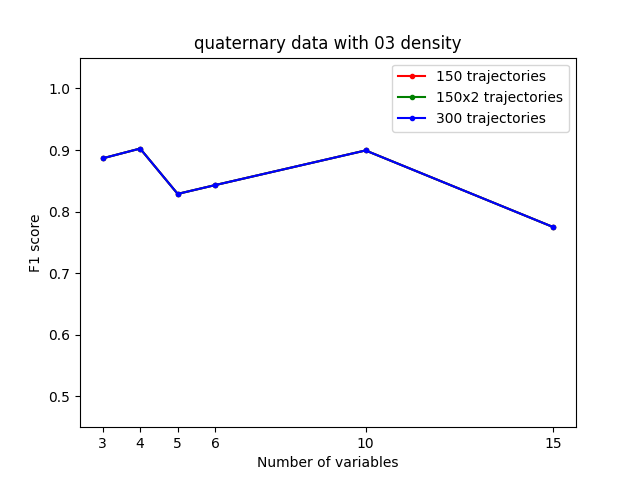 quaternary data with 03 density
150 trajectories
150x2 trajectories
300 trajectories
1.0
0.9
0.8
0.7
0.6
0.5
F1 score
3 4 5 6 10 15
Number of variables